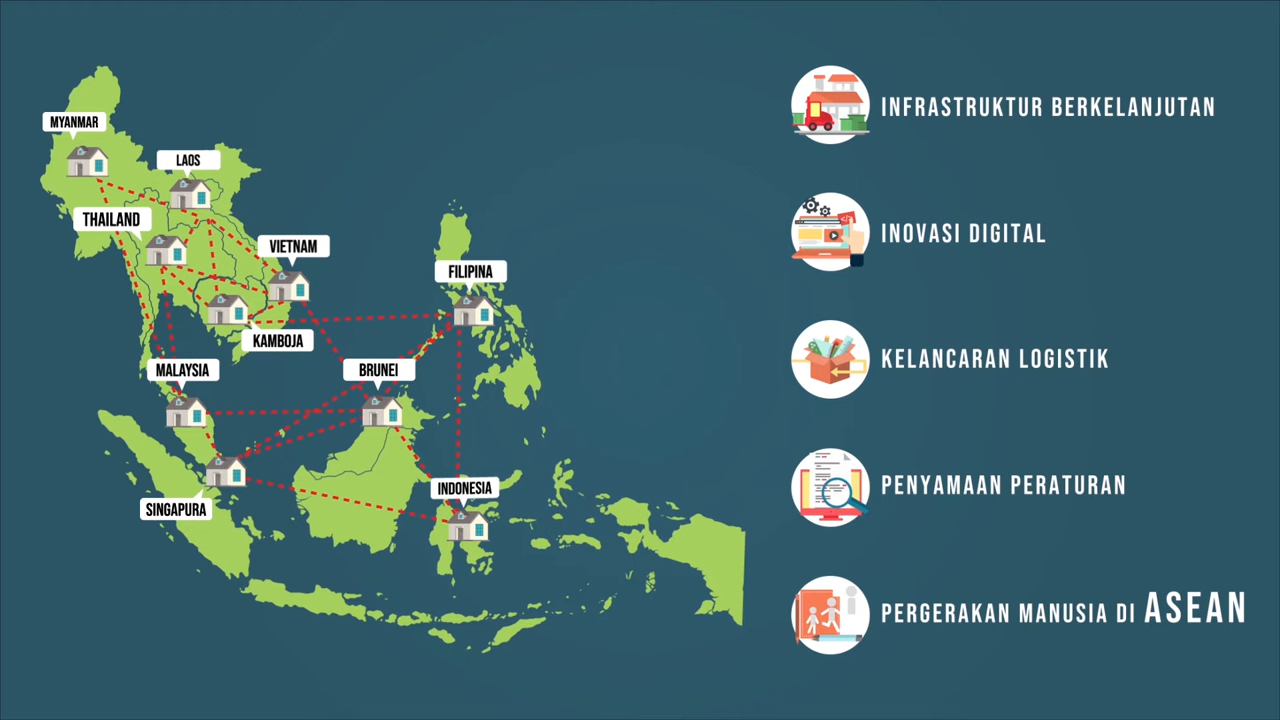 MYANMAR
LAOS
THAILAND
VIETNAM
FILIPINA
KAMBOJA
MALAYSIA
BRUNEI
INDONESIA
SINGAPURA
INFRASTRUKTUR BERKELANJUTAN
INOVASI DIGITAL
KELANCARAN LOGISTIK
PENYAMAAN PERATURAN
PERGERAKAN MANUSIA DI ASEAN